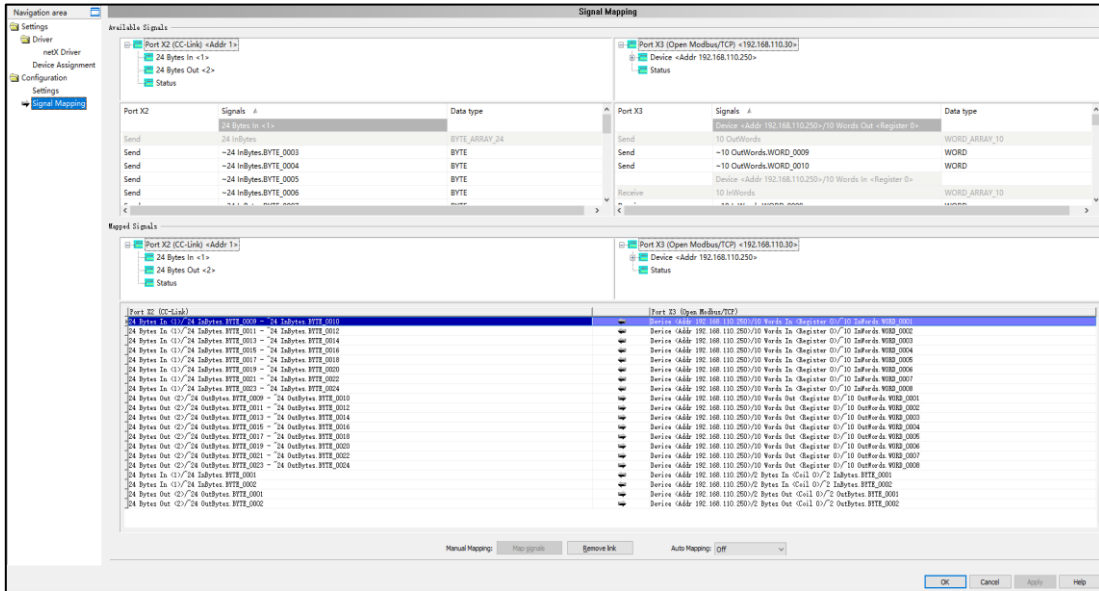 Navigation area
Signal Mapping
Settings
Driver
netX Driver
Device Assignment
Configuration
Settings
Signal Mapping
Available Signals
Port X2 (CC-Link) <Addr 1>
24 Bytes In <1>
24 Bytes Out <2>
Status
Port X3 (Open Modbus/TCP) <192.168.110.30>
Device <Addr 192.168.110.250>
Status
Port X2 Signals Data type
24 Bytes In <1>
Send 24 InBytes BYTE_ARRAY_24
Send ~24 InBytes.BYTE_0003 BYTE
Send ~24 InBytes.BYTE_0004 BYTE
Send ~24 InBytes.BYTE_0005 BYTE
Send ~24 InBytes.BYTE_0006 BYTE
Port X3 Signals Data type
Device <Addr 192.168.110.250>/10 Words Out <Register 0>
Send 10 OutWords WORD_ARRAY_10
Send ~10 OutWords.WORD_0009 WORD
Send ~10 OutWords.WORD_0010 WORD
Device <Addr 192.168.110.250>/10 Words In <Register 0>
Receive 10 InWords WORD_ARRAY_10
Mapped Signals
Port X2 (CC-Link) <Addr 1>
24 Bytes In <1>
24 Bytes Out <2>
Status
Port X3 (Open Modbus/TCP) <192.168.110.30>
Device <Addr 192.168.110.250>
Status
Port X2 (CC-Link) Port X3 (Open Modbus/TCP)
24 Bytes In <1>/~24 InBytes.BYTE_0009 - ~24 InBytes.BYTE_0010 Device <Addr 192.168.110.250>/10 Words In <Register 0>/~10 InWords.WORD_0001
24 Bytes In <1>/~24 InBytes.BYTE_0011 - ~24 InBytes.BYTE_0012 Device <Addr 192.168.110.250>/10 Words In <Register 0>/~10 InWords.WORD_0002
24 Bytes In <1>/~24 InBytes.BYTE_0013 - ~24 InBytes.BYTE_0014 Device <Addr 192.168.110.250>/10 Words In <Register 0>/~10 InWords.WORD_0003
24 Bytes In <1>/~24 InBytes.BYTE_0015 - ~24 InBytes.BYTE_0016 Device <Addr 192.168.110.250>/10 Words In <Register 0>/~10 InWords.WORD_0004
24 Bytes In <1>/~24 InBytes.BYTE_0017 - ~24 InBytes.BYTE_0018 Device <Addr 192.168.110.250>/10 Words In <Register 0>/~10 InWords.WORD_0005
24 Bytes In <1>/~24 InBytes.BYTE_0019 - ~24 InBytes.BYTE_0020 Device <Addr 192.168.110.250>/10 Words In <Register 0>/~10 InWords.WORD_0006
24 Bytes In <1>/~24 InBytes.BYTE_0021 - ~24 InBytes.BYTE_0022 Device <Addr 192.168.110.250>/10 Words In <Register 0>/~10 InWords.WORD_0007
24 Bytes In <1>/~24 InBytes.BYTE_0023 - ~24 InBytes.BYTE_0024 Device <Addr 192.168.110.250>/10 Words In <Register 0>/~10 InWords.WORD_0008
24 Bytes Out <2>/~24 OutBytes.BYTE_0009 - ~24 OutBytes.BYTE_0010 Device <Addr 192.168.110.250>/10 Words Out <Register 0>/~10 OutWords.WORD_0001
24 Bytes Out <2>/~24 OutBytes.BYTE_0011 - ~24 OutBytes.BYTE_0012 Device <Addr 192.168.110.250>/10 Words Out <Register 0>/~10 OutWords.WORD_0002
24 Bytes Out <2>/~24 OutBytes.BYTE_0013 - ~24 OutBytes.BYTE_0014 Device <Addr 192.168.110.250>/10 Words Out <Register 0>/~10 OutWords.WORD_0003
24 Bytes Out <2>/~24 OutBytes.BYTE_0015 - ~24 OutBytes.BYTE_0016 Device <Addr 192.168.110.250>/10 Words Out <Register 0>/~10 OutWords.WORD_0004
24 Bytes Out <2>/~24 OutBytes.BYTE_0017 - ~24 OutBytes.BYTE_0018 Device <Addr 192.168.110.250>/10 Words Out <Register 0>/~10 OutWords.WORD_0005
24 Bytes Out <2>/~24 OutBytes.BYTE_0019 - ~24 OutBytes.BYTE_0020 Device <Addr 192.168.110.250>/10 Words Out <Register 0>/~10 OutWords.WORD_0006
24 Bytes Out <2>/~24 OutBytes.BYTE_0021 - ~24 OutBytes.BYTE_0022 Device <Addr 192.168.110.250>/10 Words Out <Register 0>/~10 OutWords.WORD_0007
24 Bytes Out <2>/~24 OutBytes.BYTE_0023 - ~24 OutBytes.BYTE_0024 Device <Addr 192.168.110.250>/10 Words Out <Register 0>/~10 OutWords.WORD_0008
24 Bytes In <1>/~24 InBytes.BYTE_0001 Device <Addr 192.168.110.250>/2 Bytes In <Coil 0>/~2 InBytes.BYTE_0001
24 Bytes In <1>/~24 InBytes.BYTE_0002 Device <Addr 192.168.110.250>/2 Bytes In <Coil 0>/~2 InBytes.BYTE_0002
24 Bytes Out <2>/~24 OutBytes.BYTE_0001 Device <Addr 192.168.110.250>/2 Bytes Out <Coil 0>/~2 OutBytes.BYTE_0001
24 Bytes Out <2>/~24 OutBytes.BYTE_0002 Device <Addr 192.168.110.250>/2 Bytes Out <Coil 0>/~2 OutBytes.BYTE_0002
Manual Mapping: Map signals Remove link Auto Mapping: Off
OK Cancel Apply Help